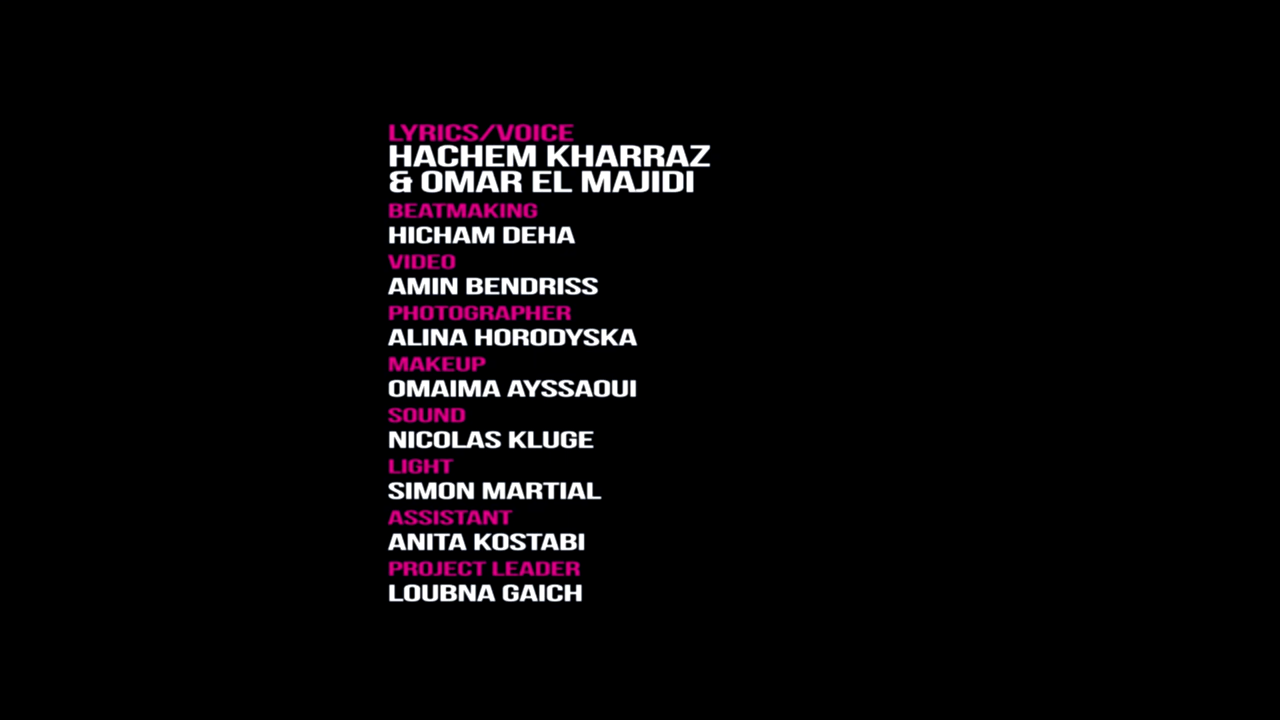 LYRICS/VOICE
HACHEM KHARRAZ
& OMAR EL MAJIDI
BEATMAKING
HICHAM DEHA
VIDEO
AMIN BENDRISS
PHOTOGRAPHER
ALINA HORODYSKA
MAKEUP
OMAIMA AYSSAOUI
SOUND
NICOLAS KLUGE
LIGHT
SIMON MARTIAL
ASSISTANT
ANITA KOSTABI
PROJECT LEADER
LOUBNA GAICH